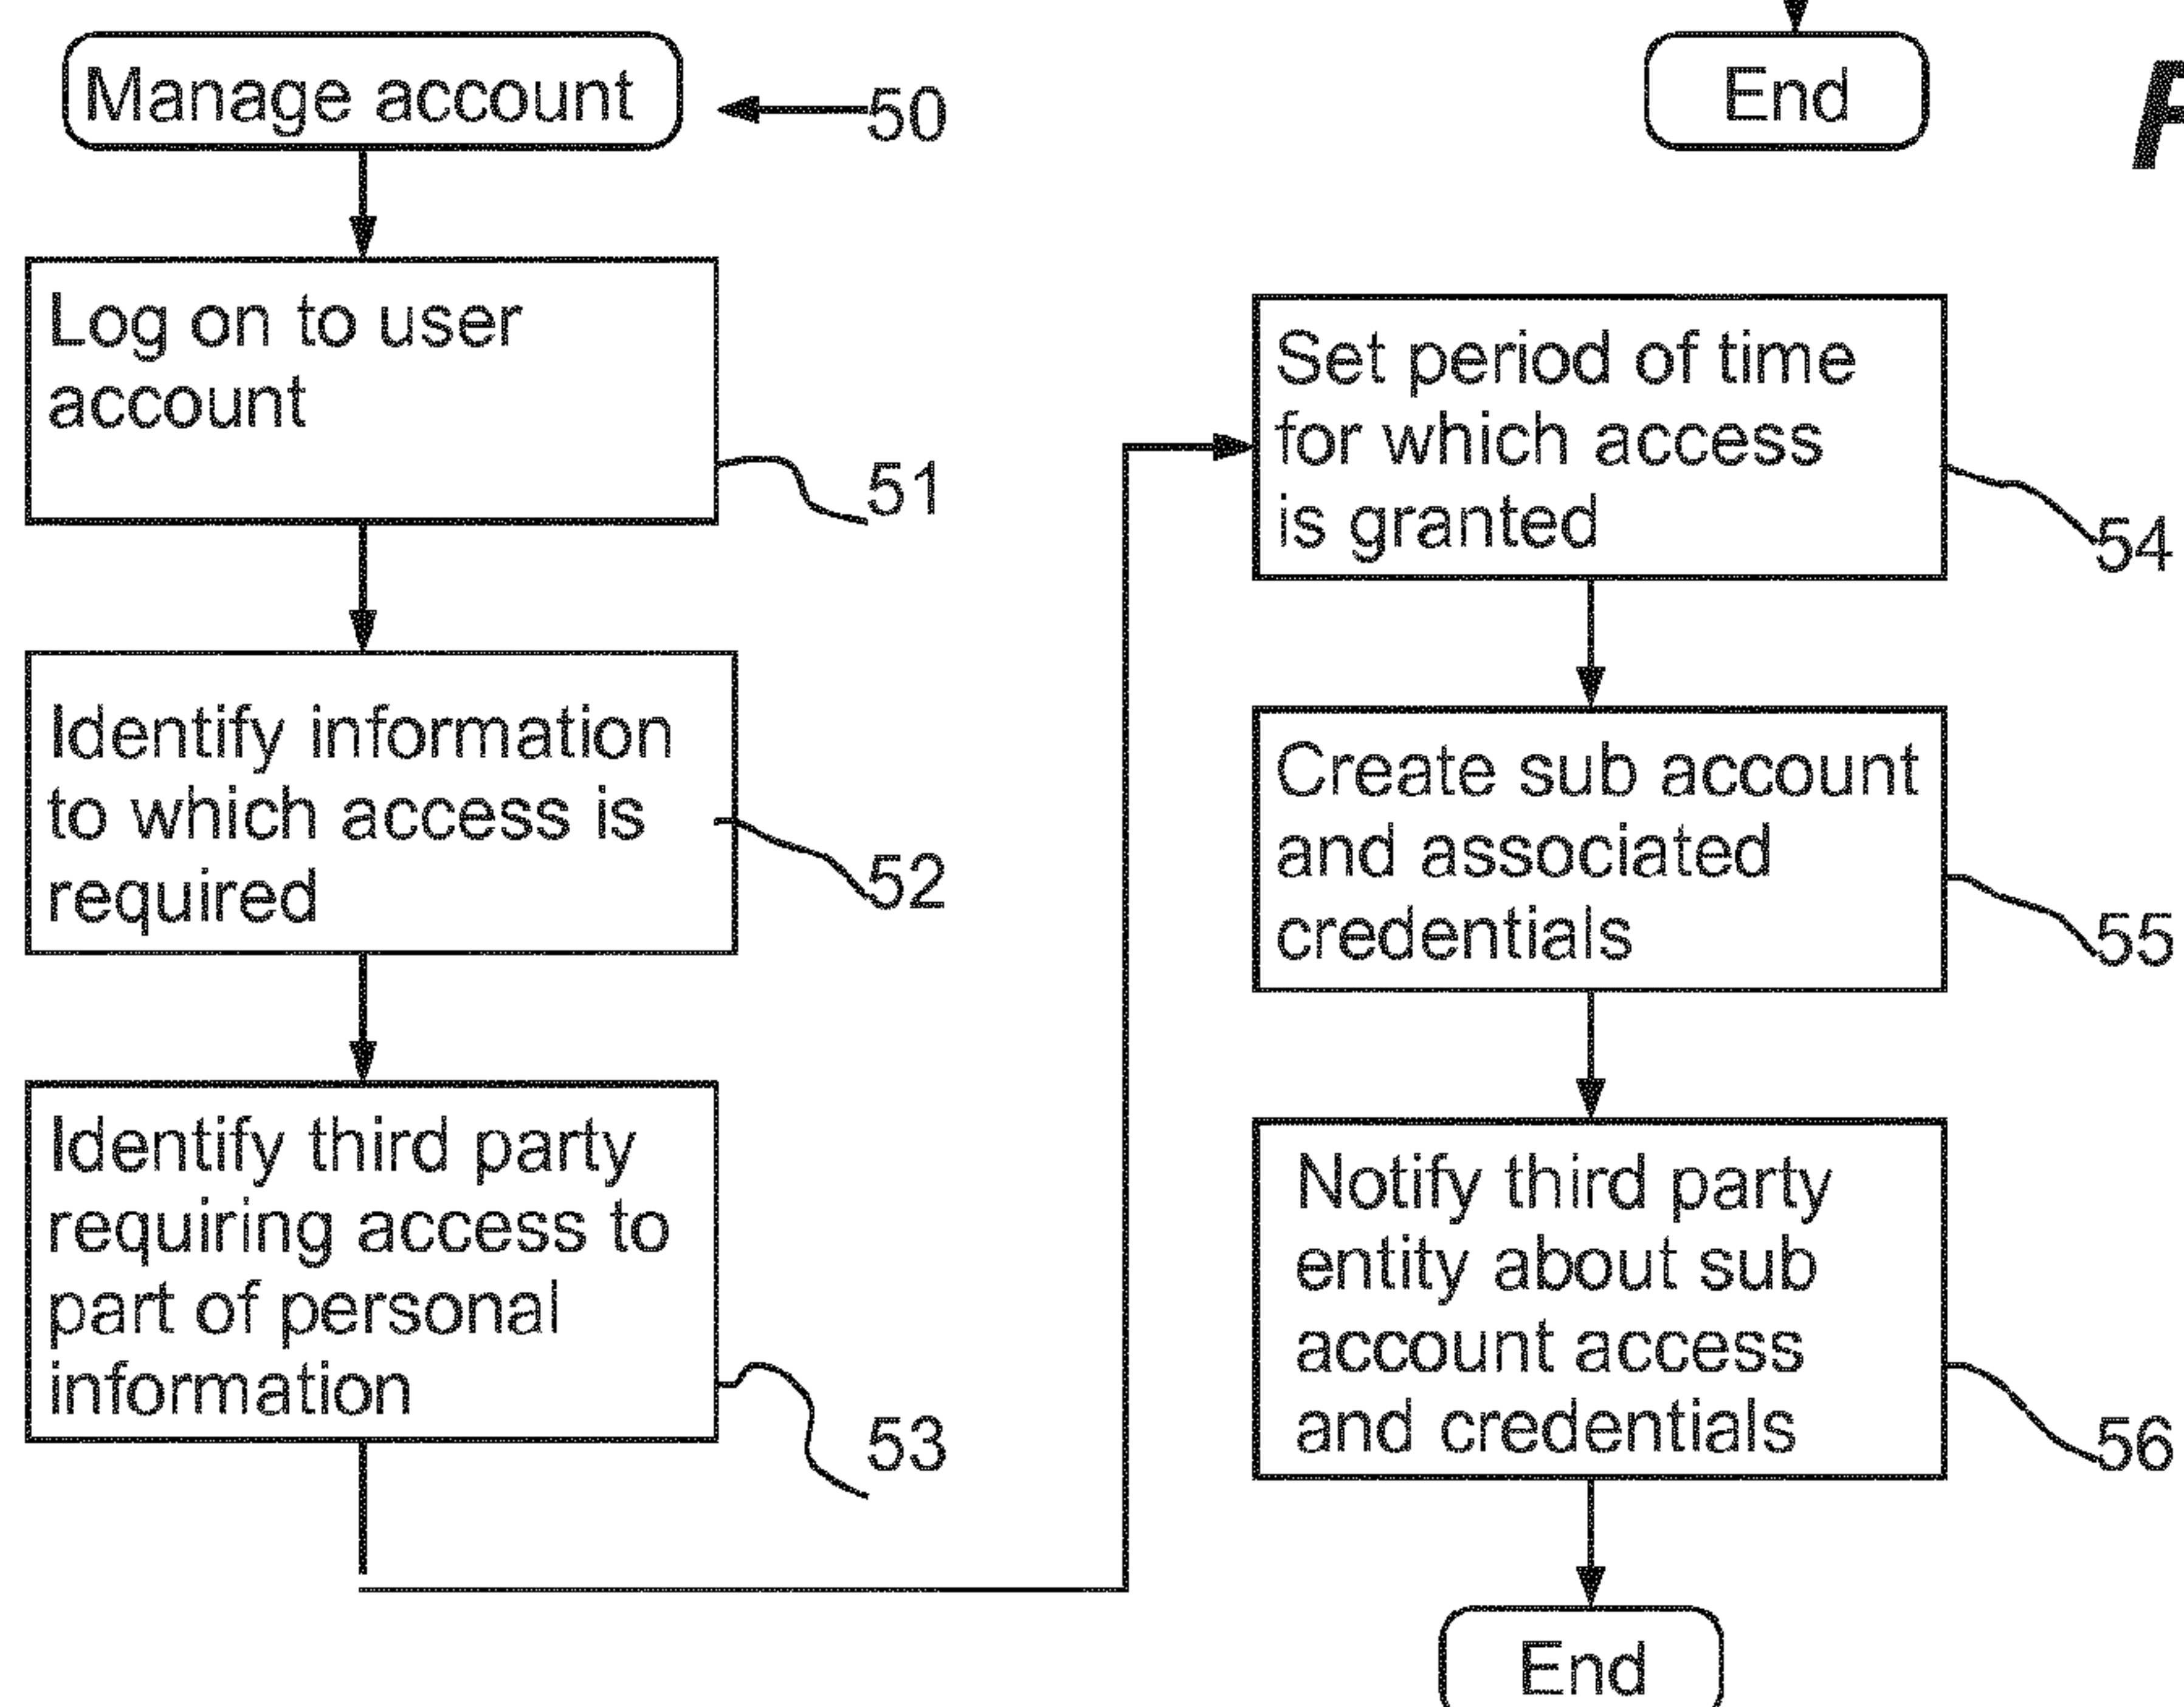 Manage account
50
Log on to user
account
51
Identify information
to which access is
required
52
Identify third party
requiring access to
part of personal
information
53
End
Set period of time
for which access
is granted
54
Create sub account
and associated
credentials
55
Notify third party
entity about sub
account access
and credentials
56
End